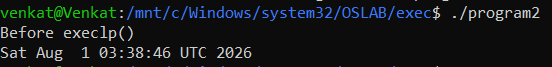 venkat@Venkat:/mnt/c/Windows/system32/OSLAB/exec$ ./program2
Before execlp()
Sat Aug  1 03:38:46 UTC 2026